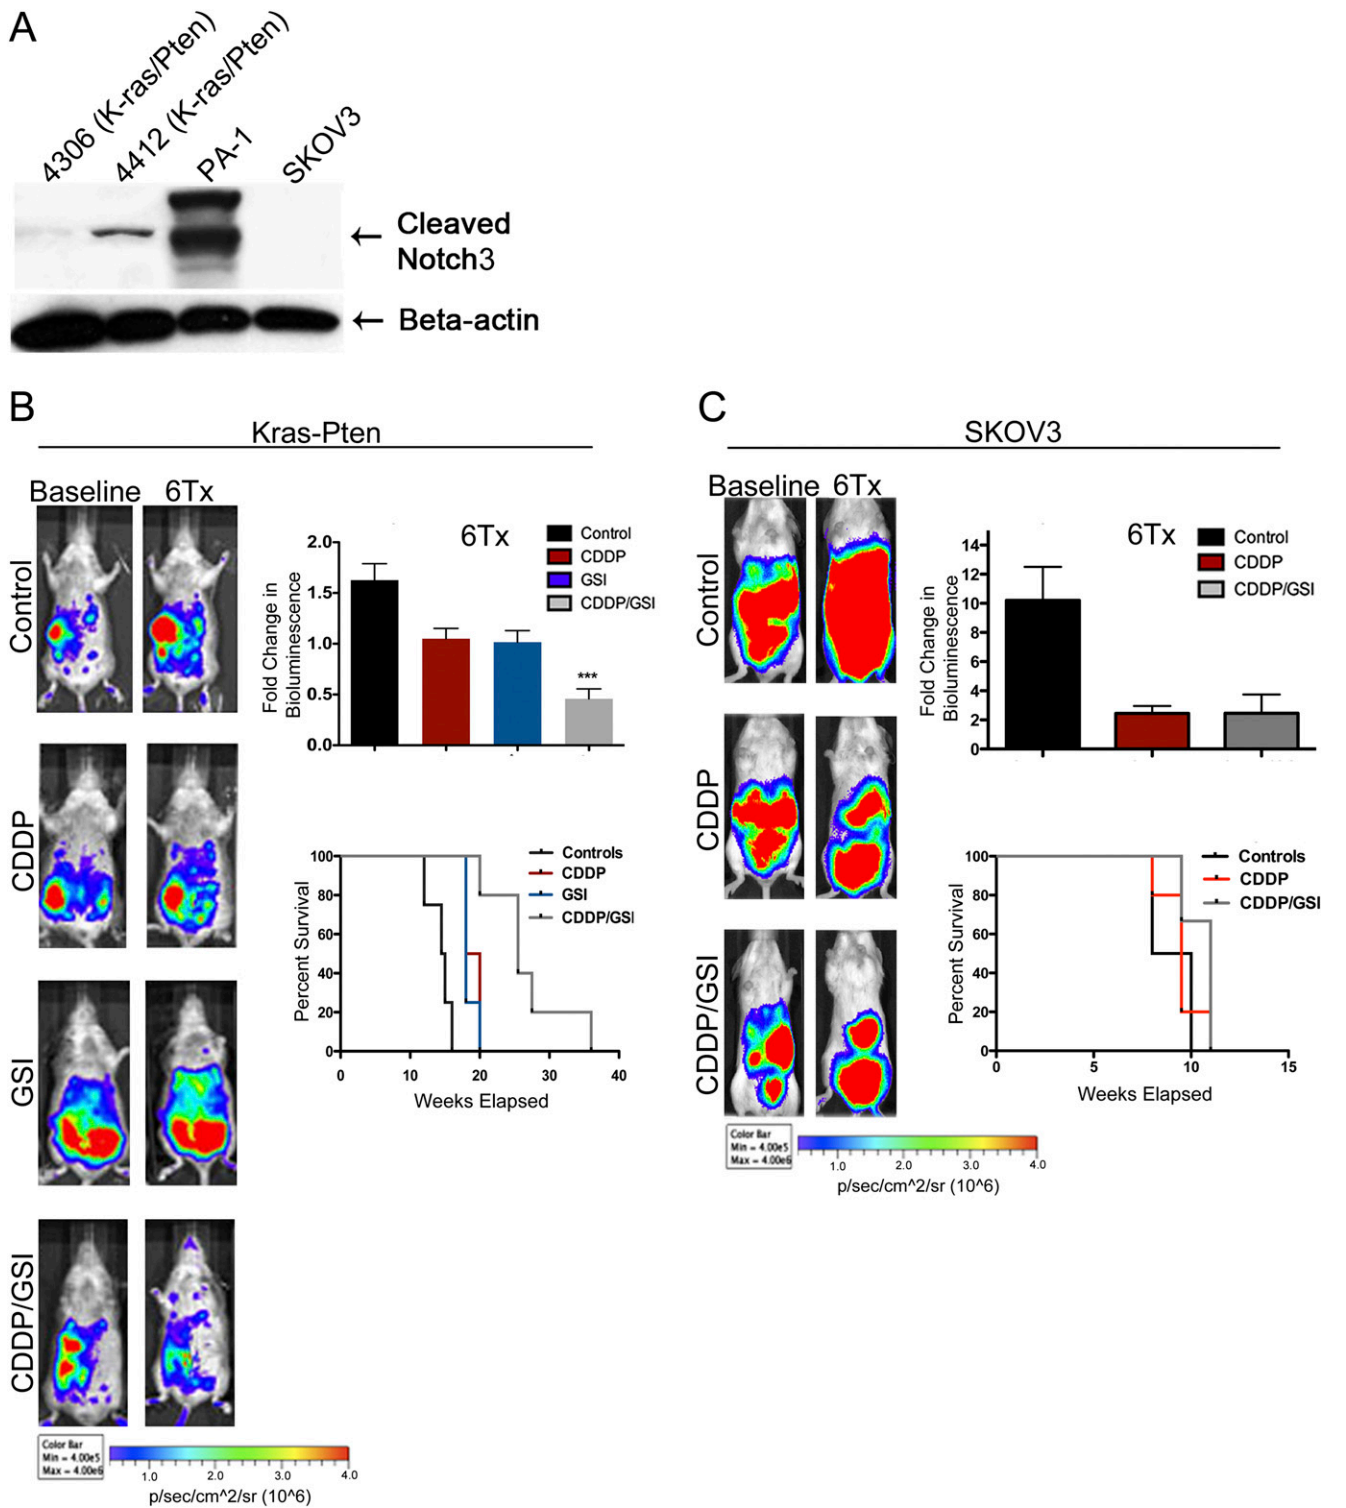 A
4306 (K-ras/Pten)
4412 (K-ras/Pten)
PA-1
SKOV3
← Cleaved
Notch3
← Beta-actin
B
Kras-Pten
Baseline 6Tx
Control
CDDP
GSI
CDDP/GSI
6Tx
Control
CDDP
GSI
CDDP/GSI
Fold Change in
Bioluminescence
2.0
1.5
1.0
0.5
0.0
***
Controls
CDDP
GSI
CDDP/GSI
Percent Survival
100
80
60
40
20
0
0 10 20 30 40
Weeks Elapsed
Color Bar
Min = 4.00e5
Max = 4.00e6
1.0 2.0 3.0 4.0
p/sec/cm^2/sr (10^6)
C
SKOV3
Baseline 6Tx
Control
CDDP
CDDP/GSI
6Tx
Control
CDDP
CDDP/GSI
Fold Change in
Bioluminescence
14
12
10
8
6
4
2
0
Controls
CDDP
CDDP/GSI
Percent Survival
100
80
60
40
20
0
0 5 10 15
Weeks Elapsed
Color Bar
Min = 4.00e5
Max = 4.00e6
1.0 2.0 3.0 4.0
p/sec/cm^2/sr (10^6)